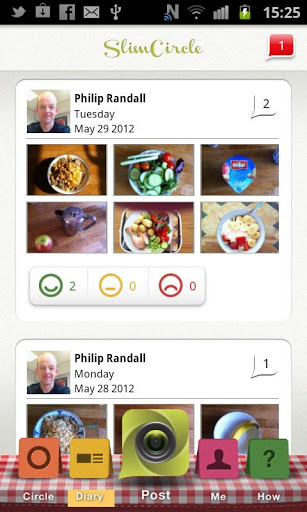 15:25
SlimCircle
1
Philip Randall
2
Tuesday
May 29 2012
müller
2
0
0
Philip Randall
1
Monday
May 28 2012
?
Circle
Diary
Post
Me
How